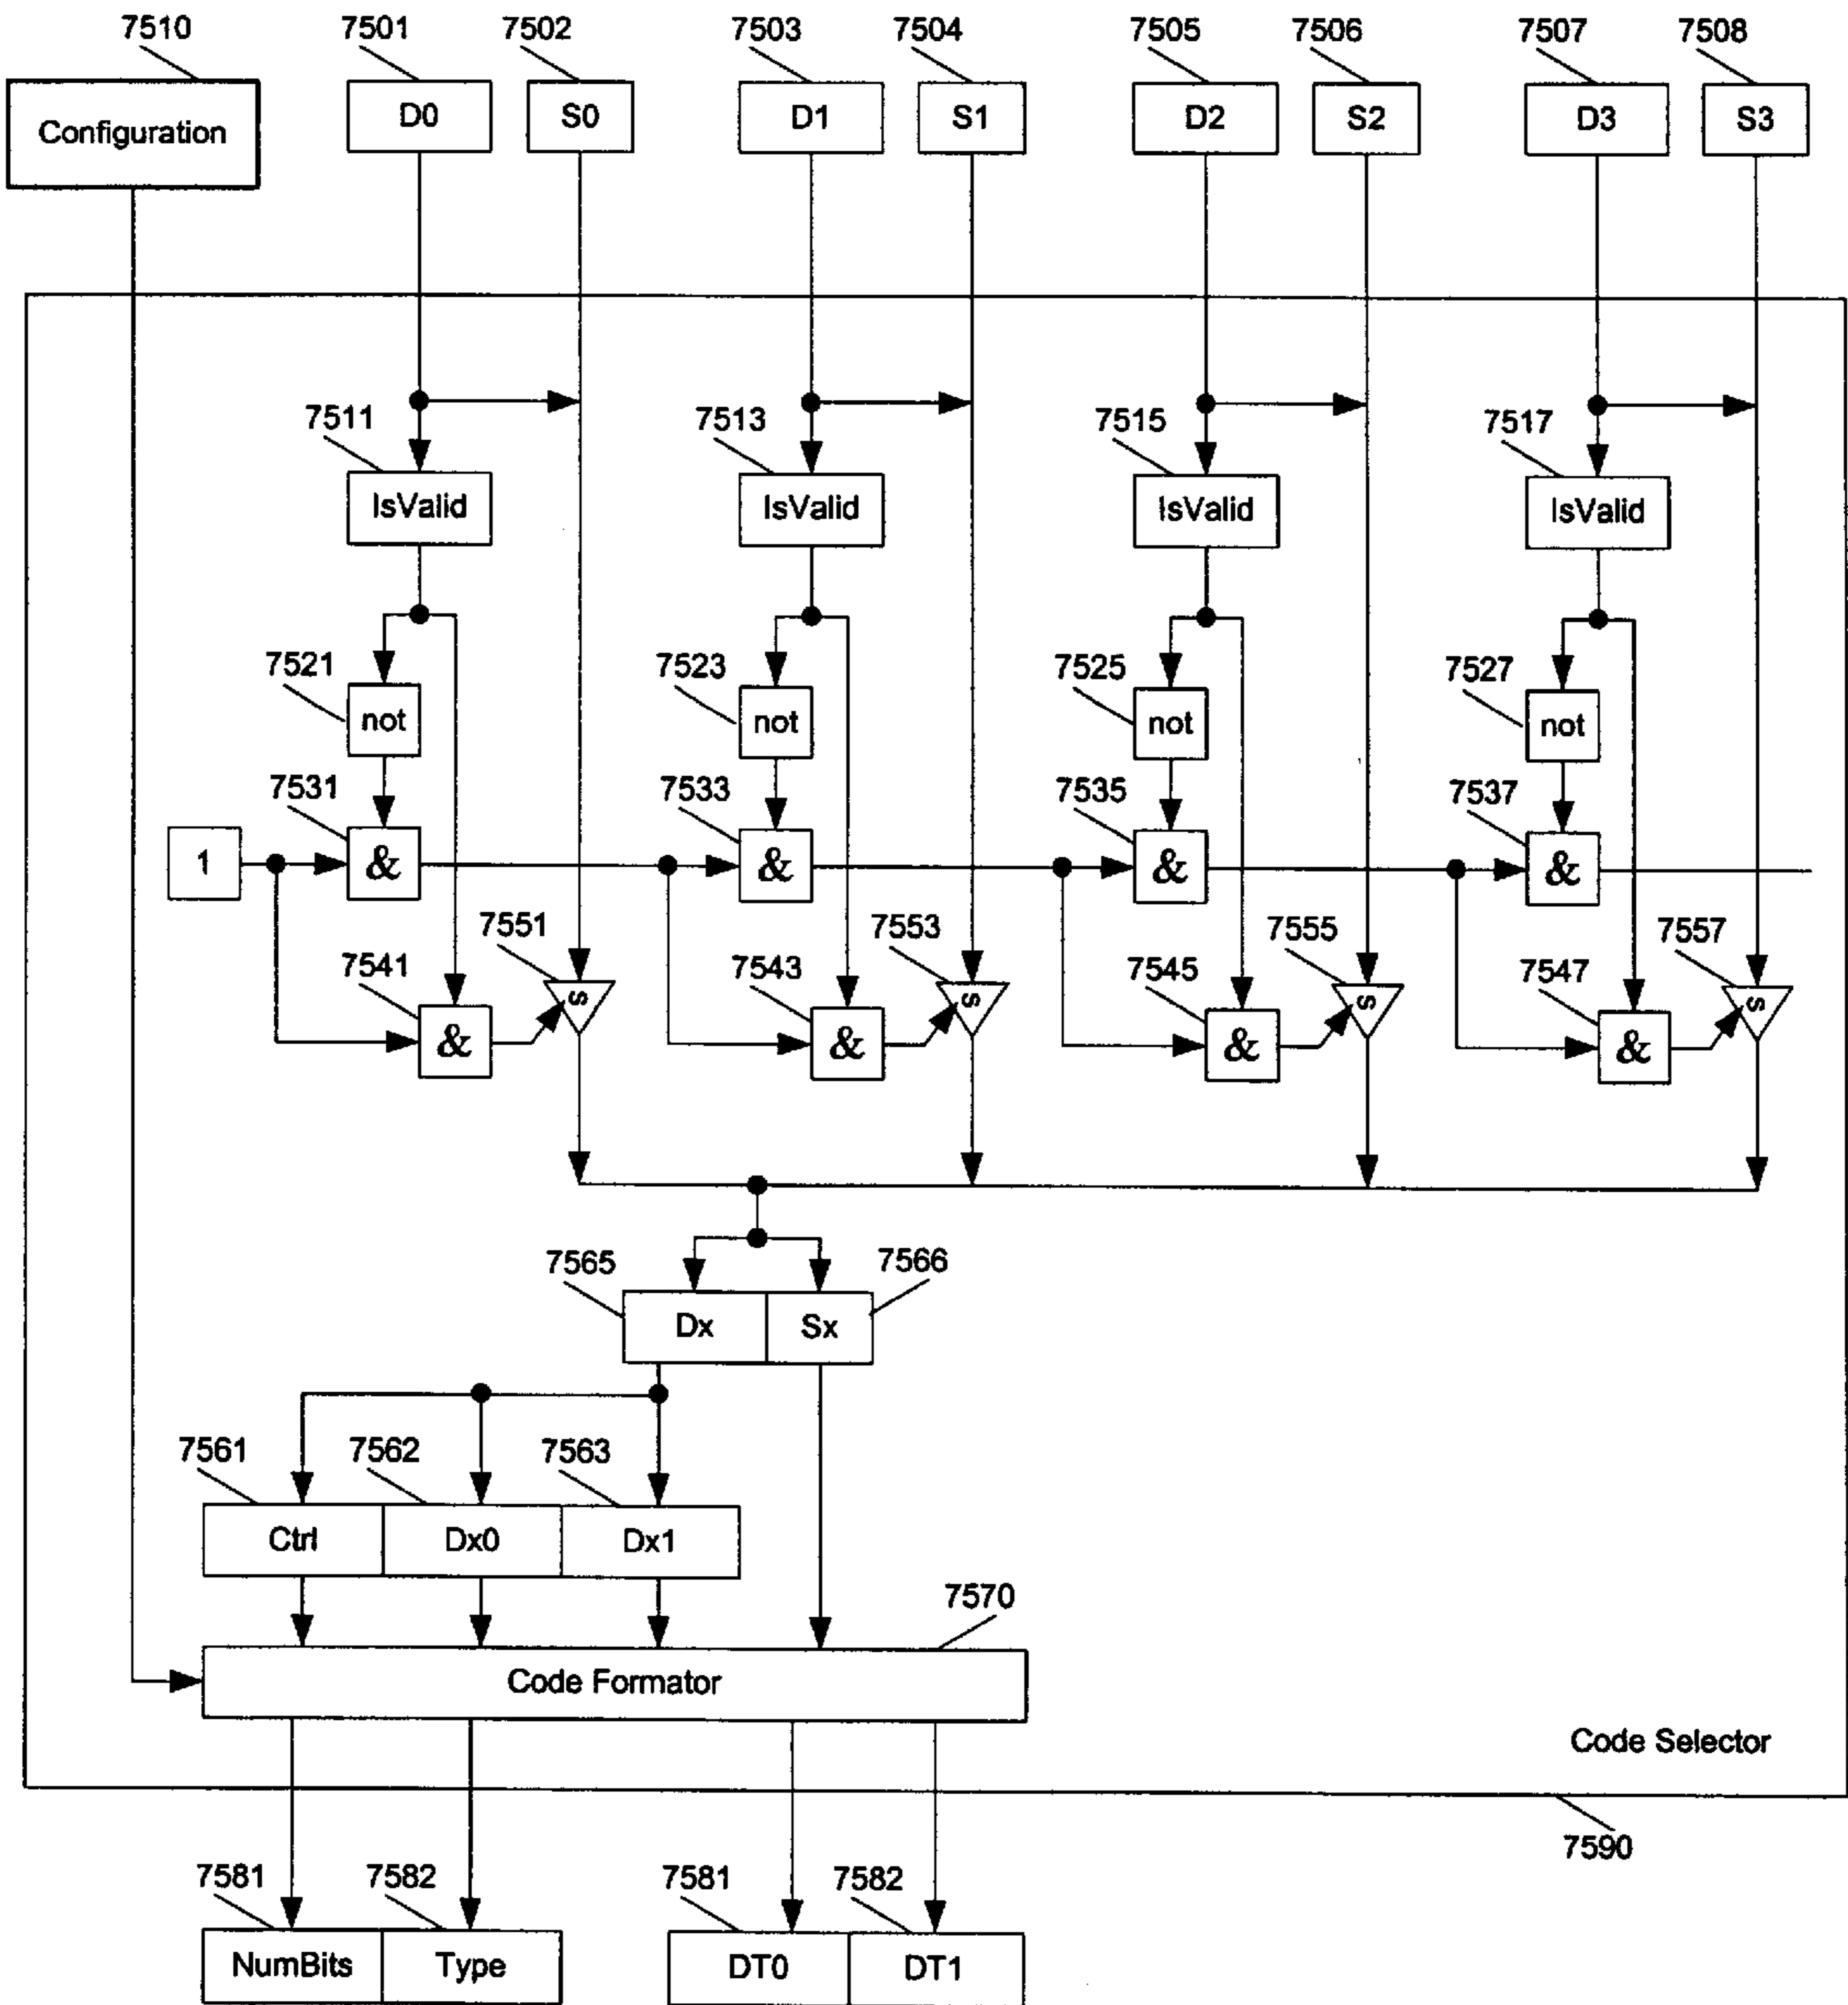 7510 7501 7502 7503 7504 7505 7506 7507 7508
Configuration D0 S0 D1 S1 D2 S2 D3 S3
7511 7513 7515 7517
IsValid IsValid IsValid IsValid
7521 7523 7525 7527
not not not not
7531 7533 7535 7537
1 & & & &
7551 7553 7555 7557
7541 7543 7545 7547
s s s s
& & & &
7565 7566
Dx Sx
7561 7562 7563
Ctrl Dx0 Dx1
7570
Code Formator
Code Selector
7590
7581 7582 7581 7582
NumBits Type DT0 DT1